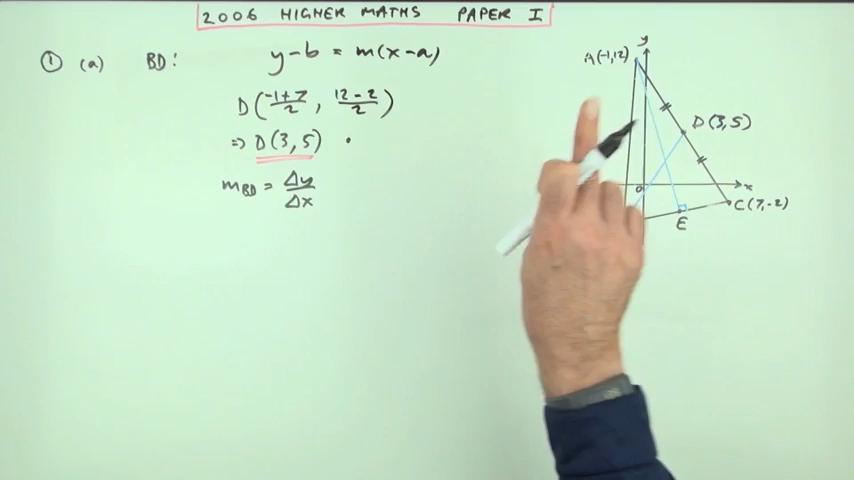 2006 HIGHER MATHS PAPER I
① (a) BD: y-b = m(x-a)
D(-1+7/2, 12-2/2)
⇒ D(3,5)
m_BD = Δy/Δx
y
A(-1,12)
D(3,5)
o x
C(7,-2)
E